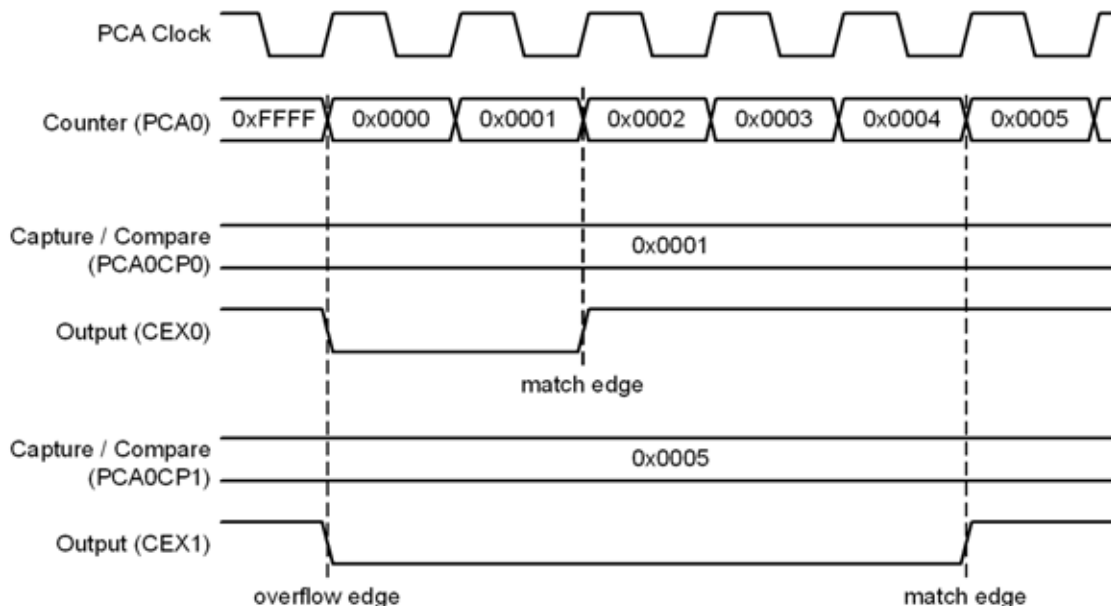 PCA Clock
Counter (PCA0) 0xFFFF 0x0000 0x0001 0x0002 0x0003 0x0004 0x0005
Capture / Compare
(PCA0CP0)
0x0001
Output (CEX0)
match edge
Capture / Compare
(PCA0CP1)
0x0005
Output (CEX1)
overflow edge match edge